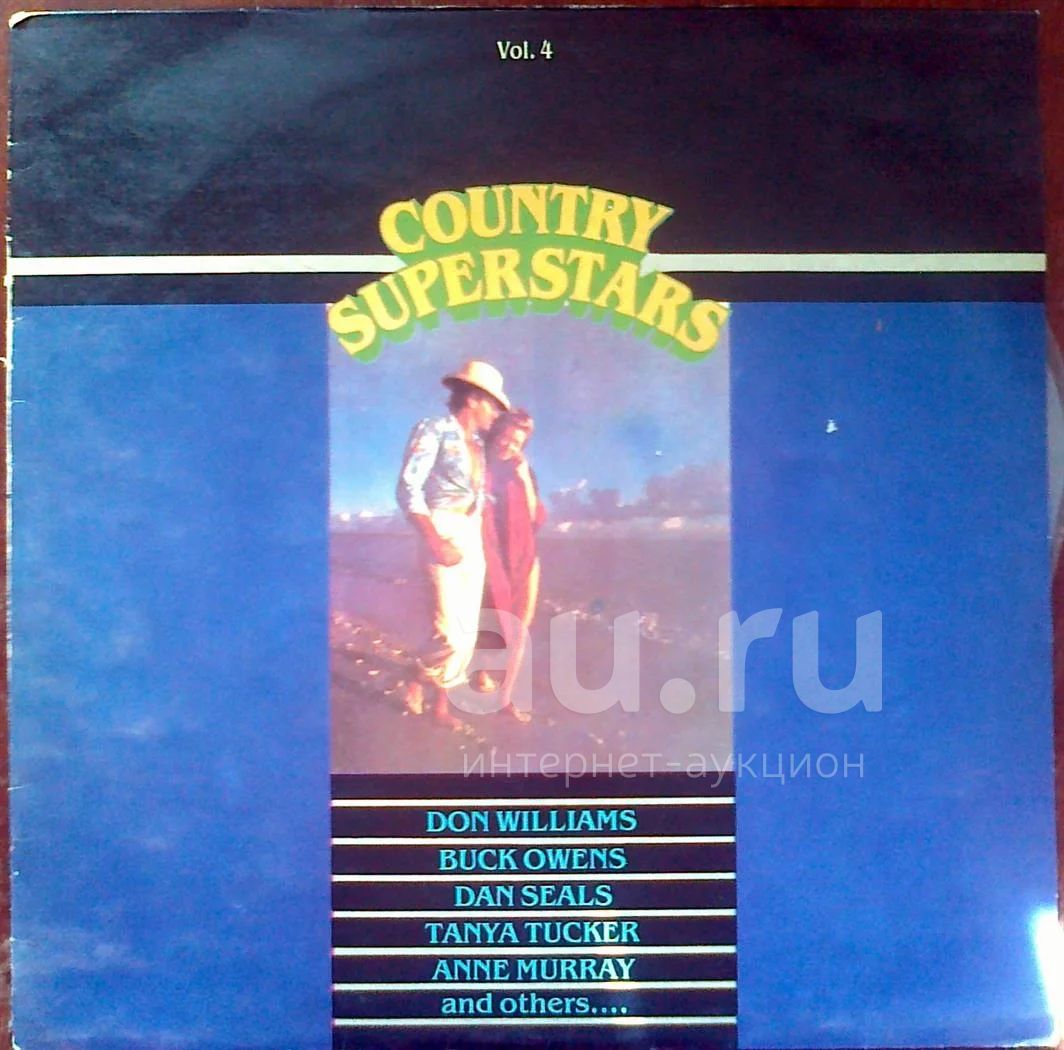 Vol. 4
COUNTRY
SUPERSTARS
au.ru
интернет-аукцион
DON WILLIAMS
BUCK OWENS
DAN SEALS
TANYA TUCKER
ANNE MURRAY
and others....